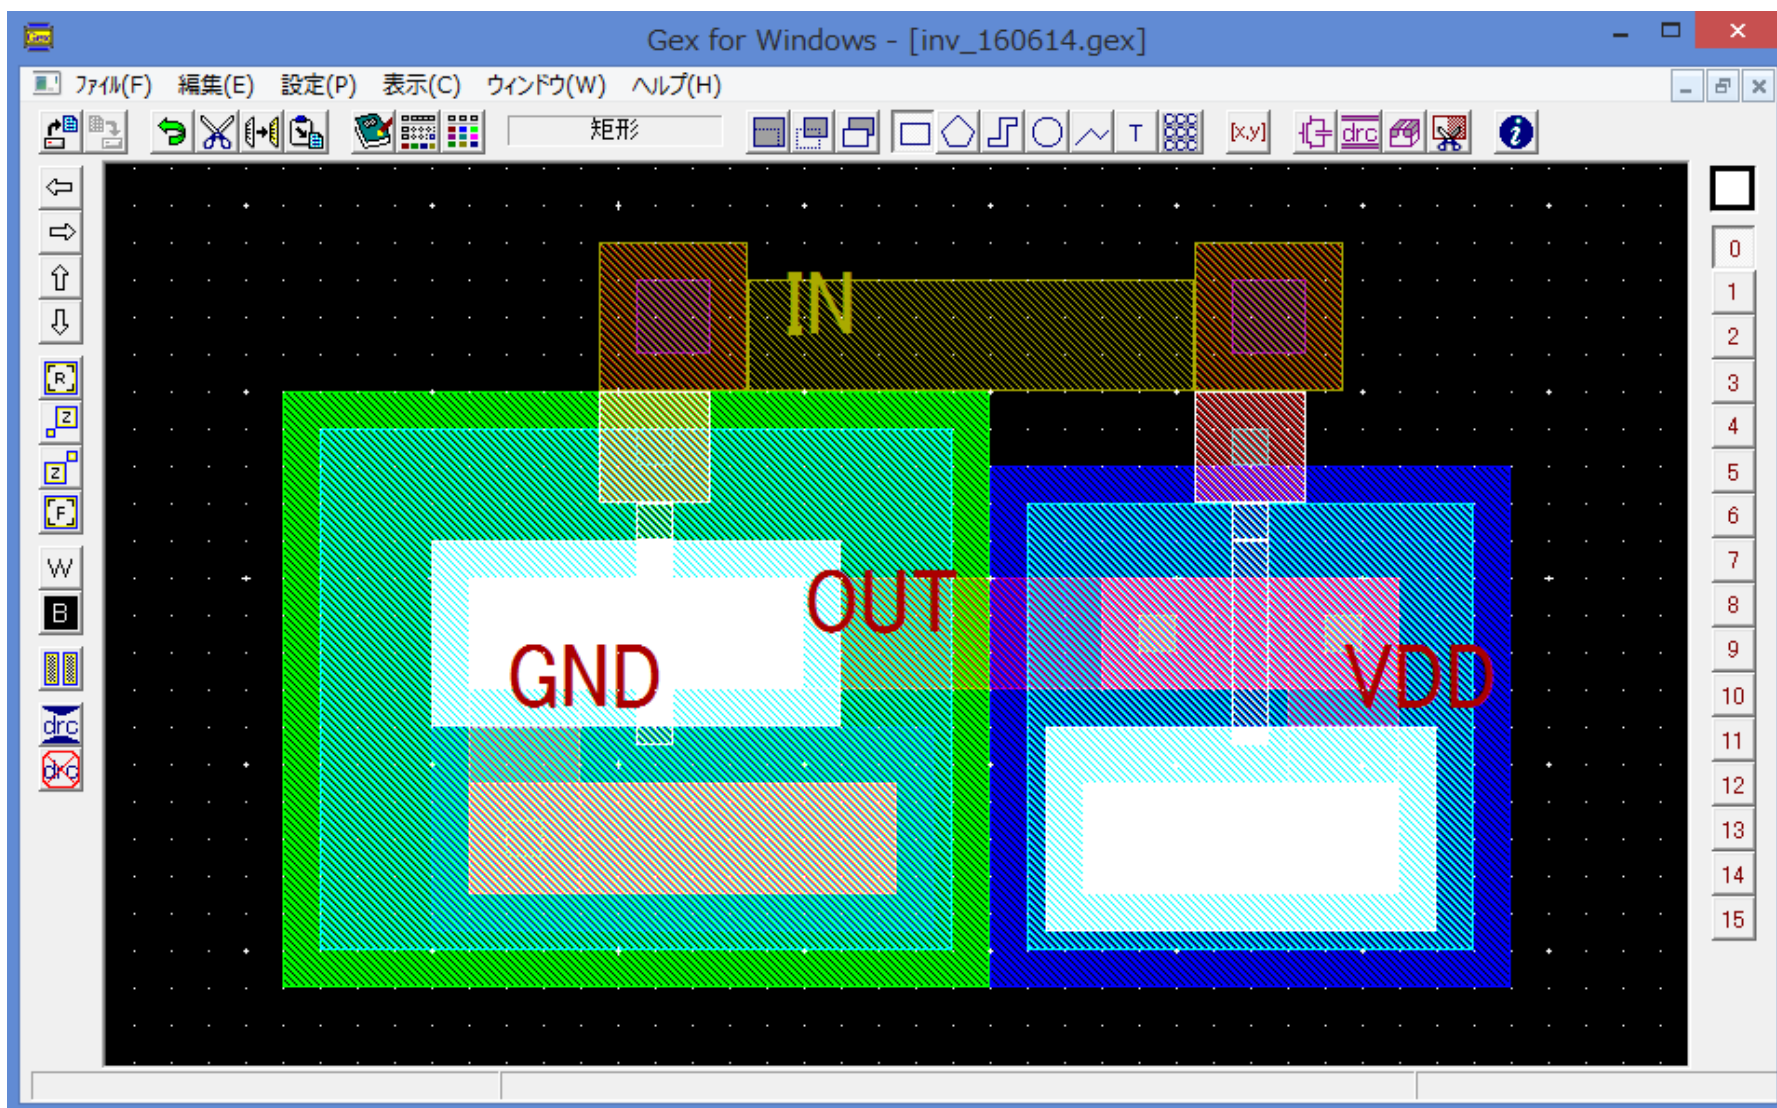 Gex for Windows - [inv_160614.gex]
ファイル(F) 編集(E) 設定(P) 表示(C) ウィンドウ(W) ヘルプ(H)
矩形 T [x,y] drc i
0
1
2
3
4
5
6
7
8
9
10
11
12
13
14
15
R
Z
Z
F
W
B
drc
drc
IN
OUT
GND
VDD